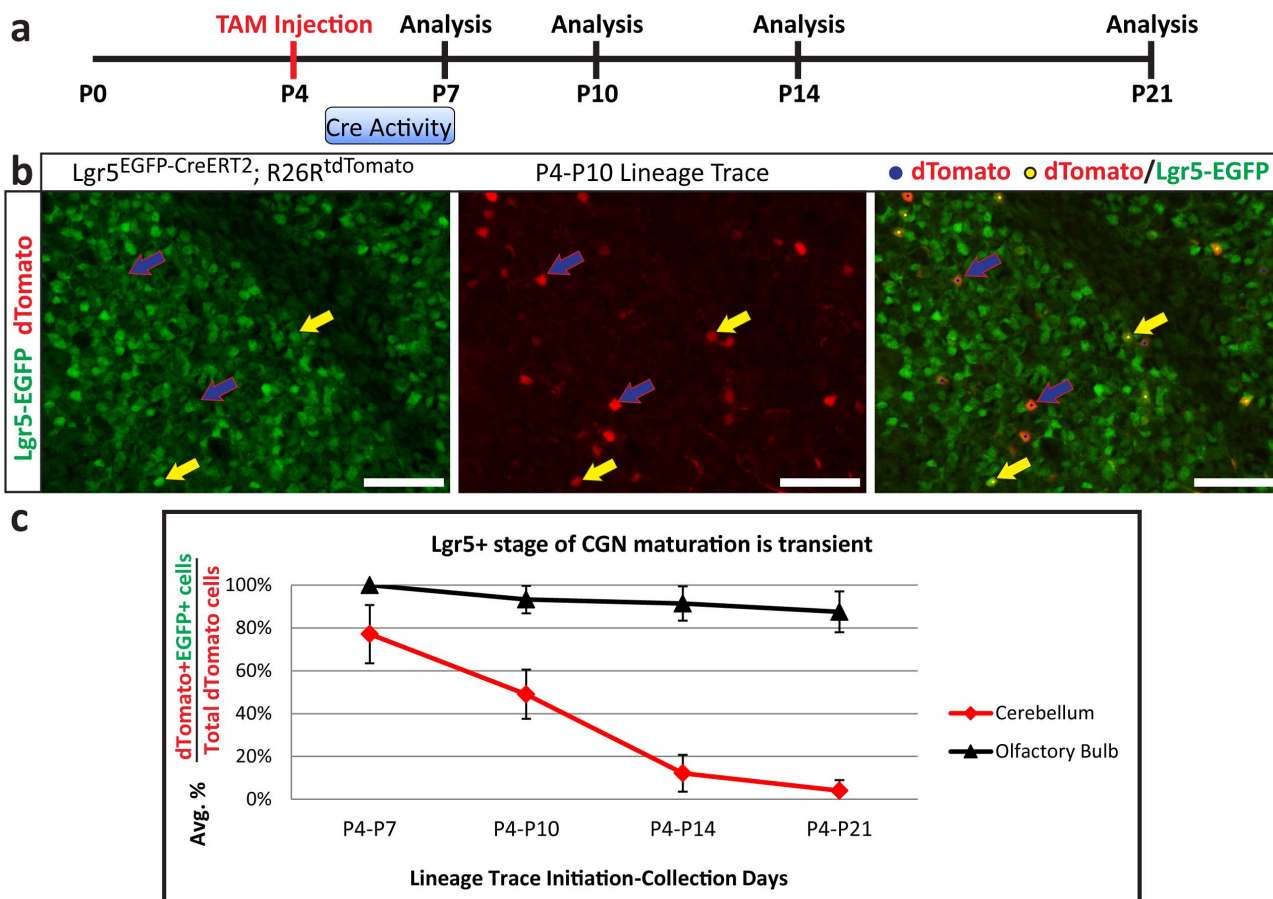 a
TAM Injection Analysis Analysis Analysis Analysis
P0 P4 P7 P10 P14 P21
Cre Activity
b
Lgr5EGFP-CreERT2; R26RtdTomato P4-P10 Lineage Trace dTomato dTomato/Lgr5-EGFP
Lgr5-EGFP dTomato
c
Lgr5+ stage of CGN maturation is transient
Avg. % dTomato+EGFP+ cells
Total dTomato cells
100%
80%
60%
40%
20%
0%
P4-P7 P4-P10 P4-P14 P4-P21
Lineage Trace Initiation-Collection Days
Cerebellum
Olfactory Bulb